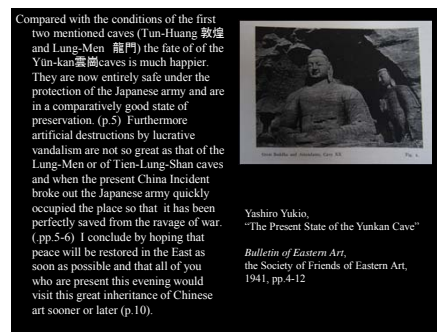 Compared with the conditions of the first
two mentioned caves (Tun-Huang 敦煌
and Lung-Men 龍門) the fate of of the
Yün-kan雲崗caves is much happier.
They are now entirely safe under the
protection of the Japanese army and are
in a comparatively good state of
preservation. (p.5) Furthermore
artificial destructions by lucrative
vandalism are not so great as that of the
Lung-Men or of Tien-Lung-Shan caves
and when the present China Incident
broke out the Japanese army quickly
occupied the place so that it has been
perfectly saved from the ravage of war.
(.pp.5-6) I conclude by hoping that
peace will be restored in the East as
soon as possible and that all of you
who are present this evening would
visit this great inheritance of Chinese
art sooner or later (p.10).
Great Buddha and Attendants, Cave XX.
Yashiro Yukio,
“The Present State of the Yunkan Cave”
Bulletin of Eastern Art,
the Society of Friends of Eastern Art,
1941, pp.4-12